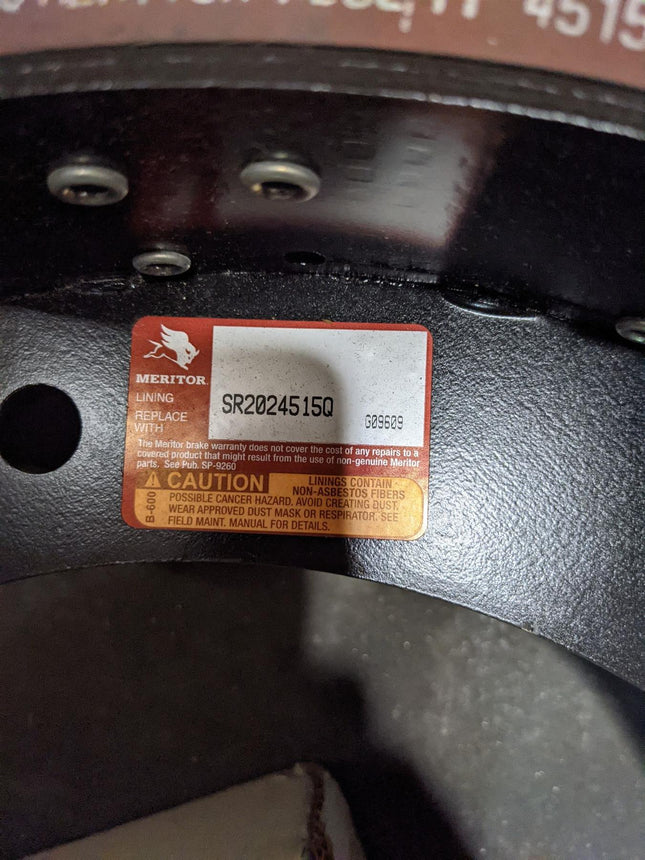 4515
MERITOR
LINING
REPLACE
WITH
SR2024515Q
G09609
The Meritor brake warranty does not cover the cost of any repairs to a
covered product that might result from the use of non-genuine Meritor
parts. See Pub. SP-9260
B-600
CAUTION
LININGS CONTAIN
NON-ASBESTOS FIBERS
POSSIBLE CANCER HAZARD. AVOID CREATING DUST.
WEAR APPROVED DUST MASK OR RESPIRATOR. SEE
FIELD MAINT. MANUAL FOR DETAILS.